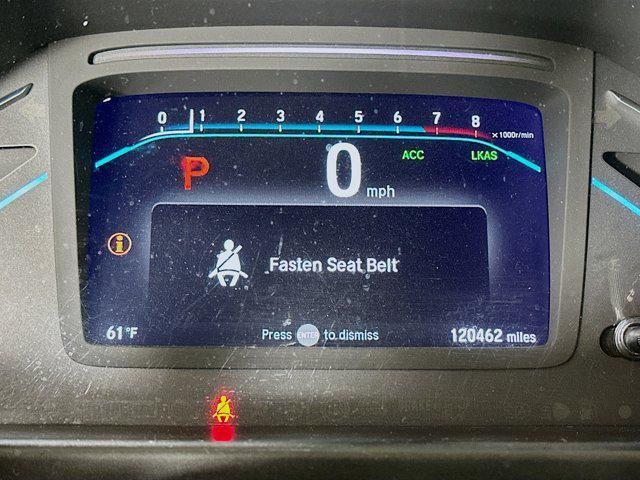 0 1 2 3 4 5 6 7 8 x1000r/min
P 0 mph ACC LKAS
i
Fasten Seat Belt
61°F Press ENTER to dismiss 120462 miles